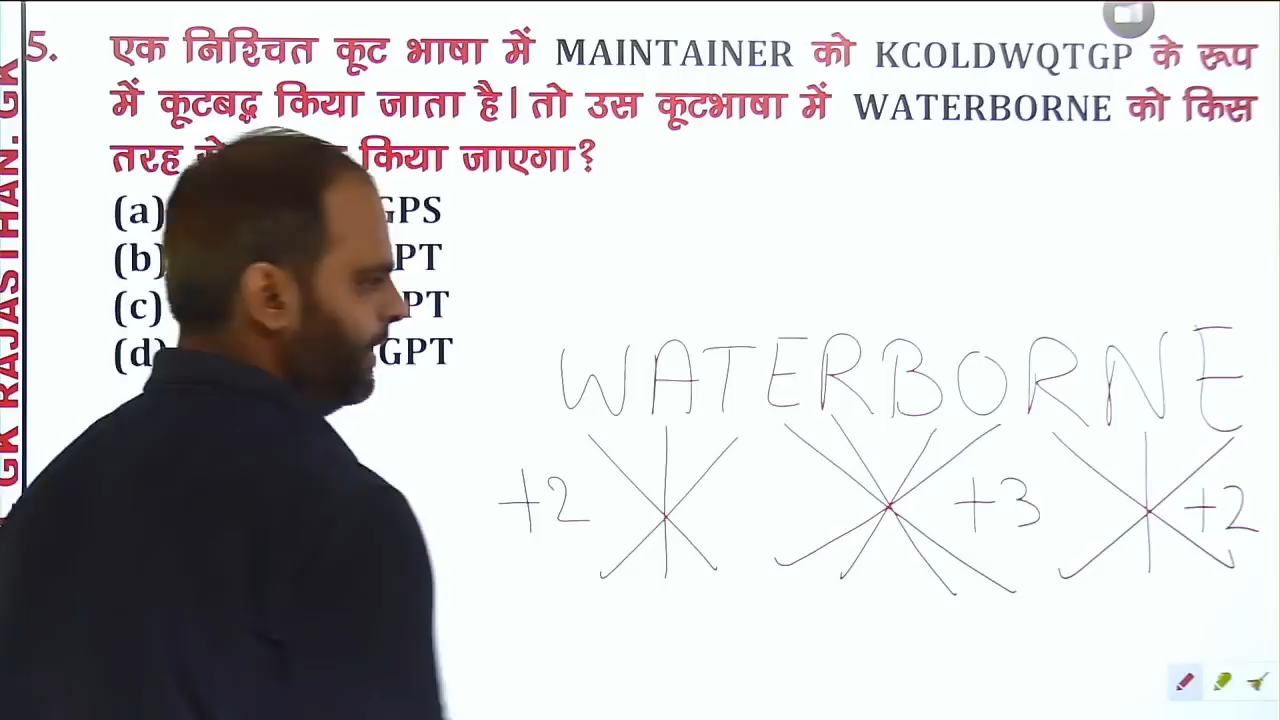 5. एक निश्चित कूट भाषा में MAINTAINER को KCOLDWQTGP के रूप
में कूटबद्ध किया जाता है। तो उस कूटभाषा में WATERBORNE को किस
तरह किया जाएगा?
(a) GPS
(b) PT
(c) PT
(d) GPT
WATERBORNE
+2 +3 +2
GK RAJASTHAN. GK